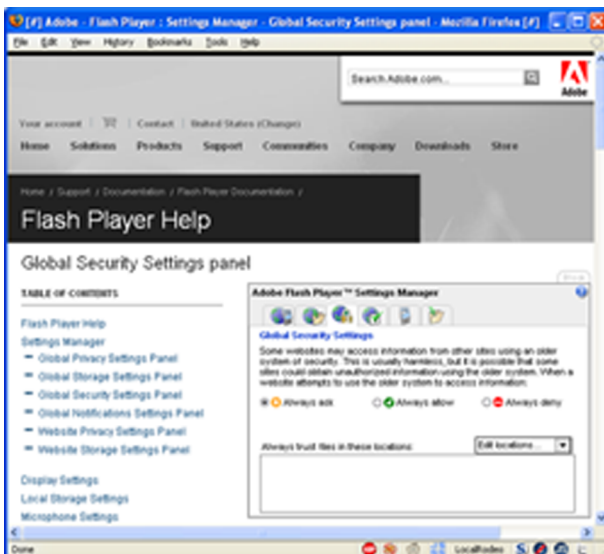 [#] Adobe - Flash Player : Settings Manager - Global Security Settings panel - Mozilla Firefox [#]
File Edit View History Bookmarks Tools Help
Search Adobe.com...
Adobe
Your account | | Contact | United States (Change)
Home Solutions Products Support Communities Company Downloads Store
Home / Support / Documentation / Flash Player Documentation /
Flash Player Help
Global Security Settings panel
Print
TABLE OF CONTENTS
Flash Player Help
Settings Manager
Global Privacy Settings Panel
Global Storage Settings Panel
Global Security Settings Panel
Global Notifications Settings Panel
Website Privacy Settings Panel
Website Storage Settings Panel
Display Settings
Local Storage Settings
Microphone Settings
Adobe Flash Player™ Settings Manager
Global Security Settings
Some websites may access information from other sites using an older
system of security. This is usually harmless, but it is possible that some
sites could obtain unauthorized information using the older system. When a
website attempts to use the older system to access information:
Always ask Always allow Always deny
Always trust files in these locations: Edit locations...
Done